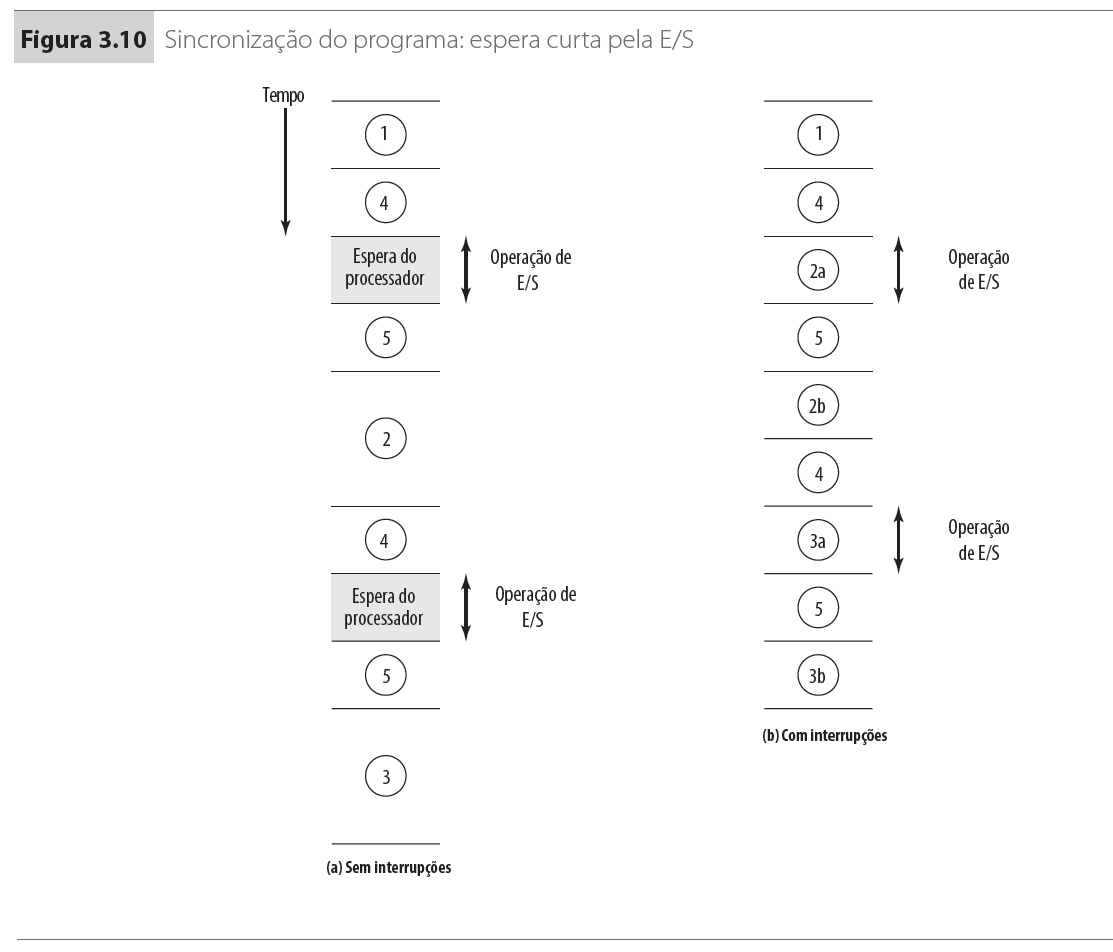 Figura 3.10 Sincronização do programa: espera curta pela E/S
Tempo
1
4
Espera do
processador
Operação de
E/S
5
2
4
Espera do
processador
Operação de
E/S
5
3
(a) Sem interrupções
1
4
2a
Operação
de E/S
5
2b
4
3a
Operação
de E/S
5
3b
(b) Com interrupções